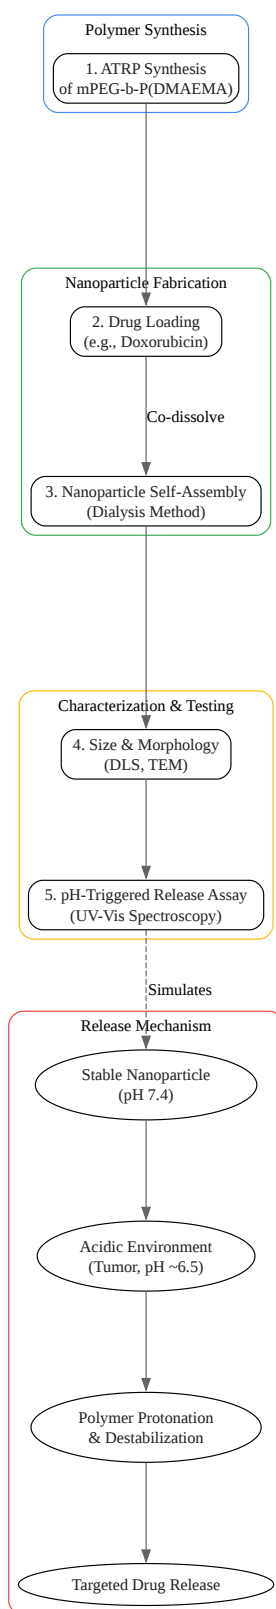 Polymer Synthesis
1. ATRP Synthesis
of mPEG-b-P(DMAEMA)
Nanoparticle Fabrication
2. Drug Loading
(e.g., Doxorubicin)
Co-dissolve
3. Nanoparticle Self-Assembly
(Dialysis Method)
Characterization & Testing
4. Size & Morphology
(DLS, TEM)
5. pH-Triggered Release Assay
(UV-Vis Spectroscopy)
Simulates
Release Mechanism
Stable Nanoparticle
(pH 7.4)
Acidic Environment
(Tumor, pH ~6.5)
Polymer Protonation
& Destabilization
Targeted Drug Release